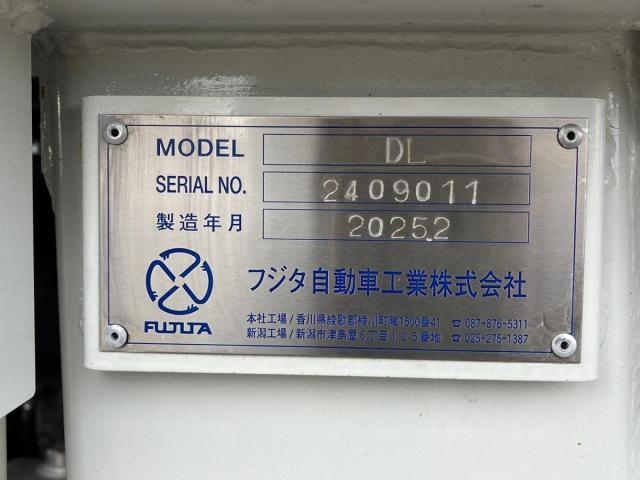 MODEL DL
SERIAL NO. 2409011
製造年月 2025.2
フジタ自動車工業株式会社
FUJITA
本社工場/香川県綾歌郡綾川町陶1500番41 ☎087-876-5311
新潟工場/新潟市津島屋6丁目125番地 ☎025-275-1387